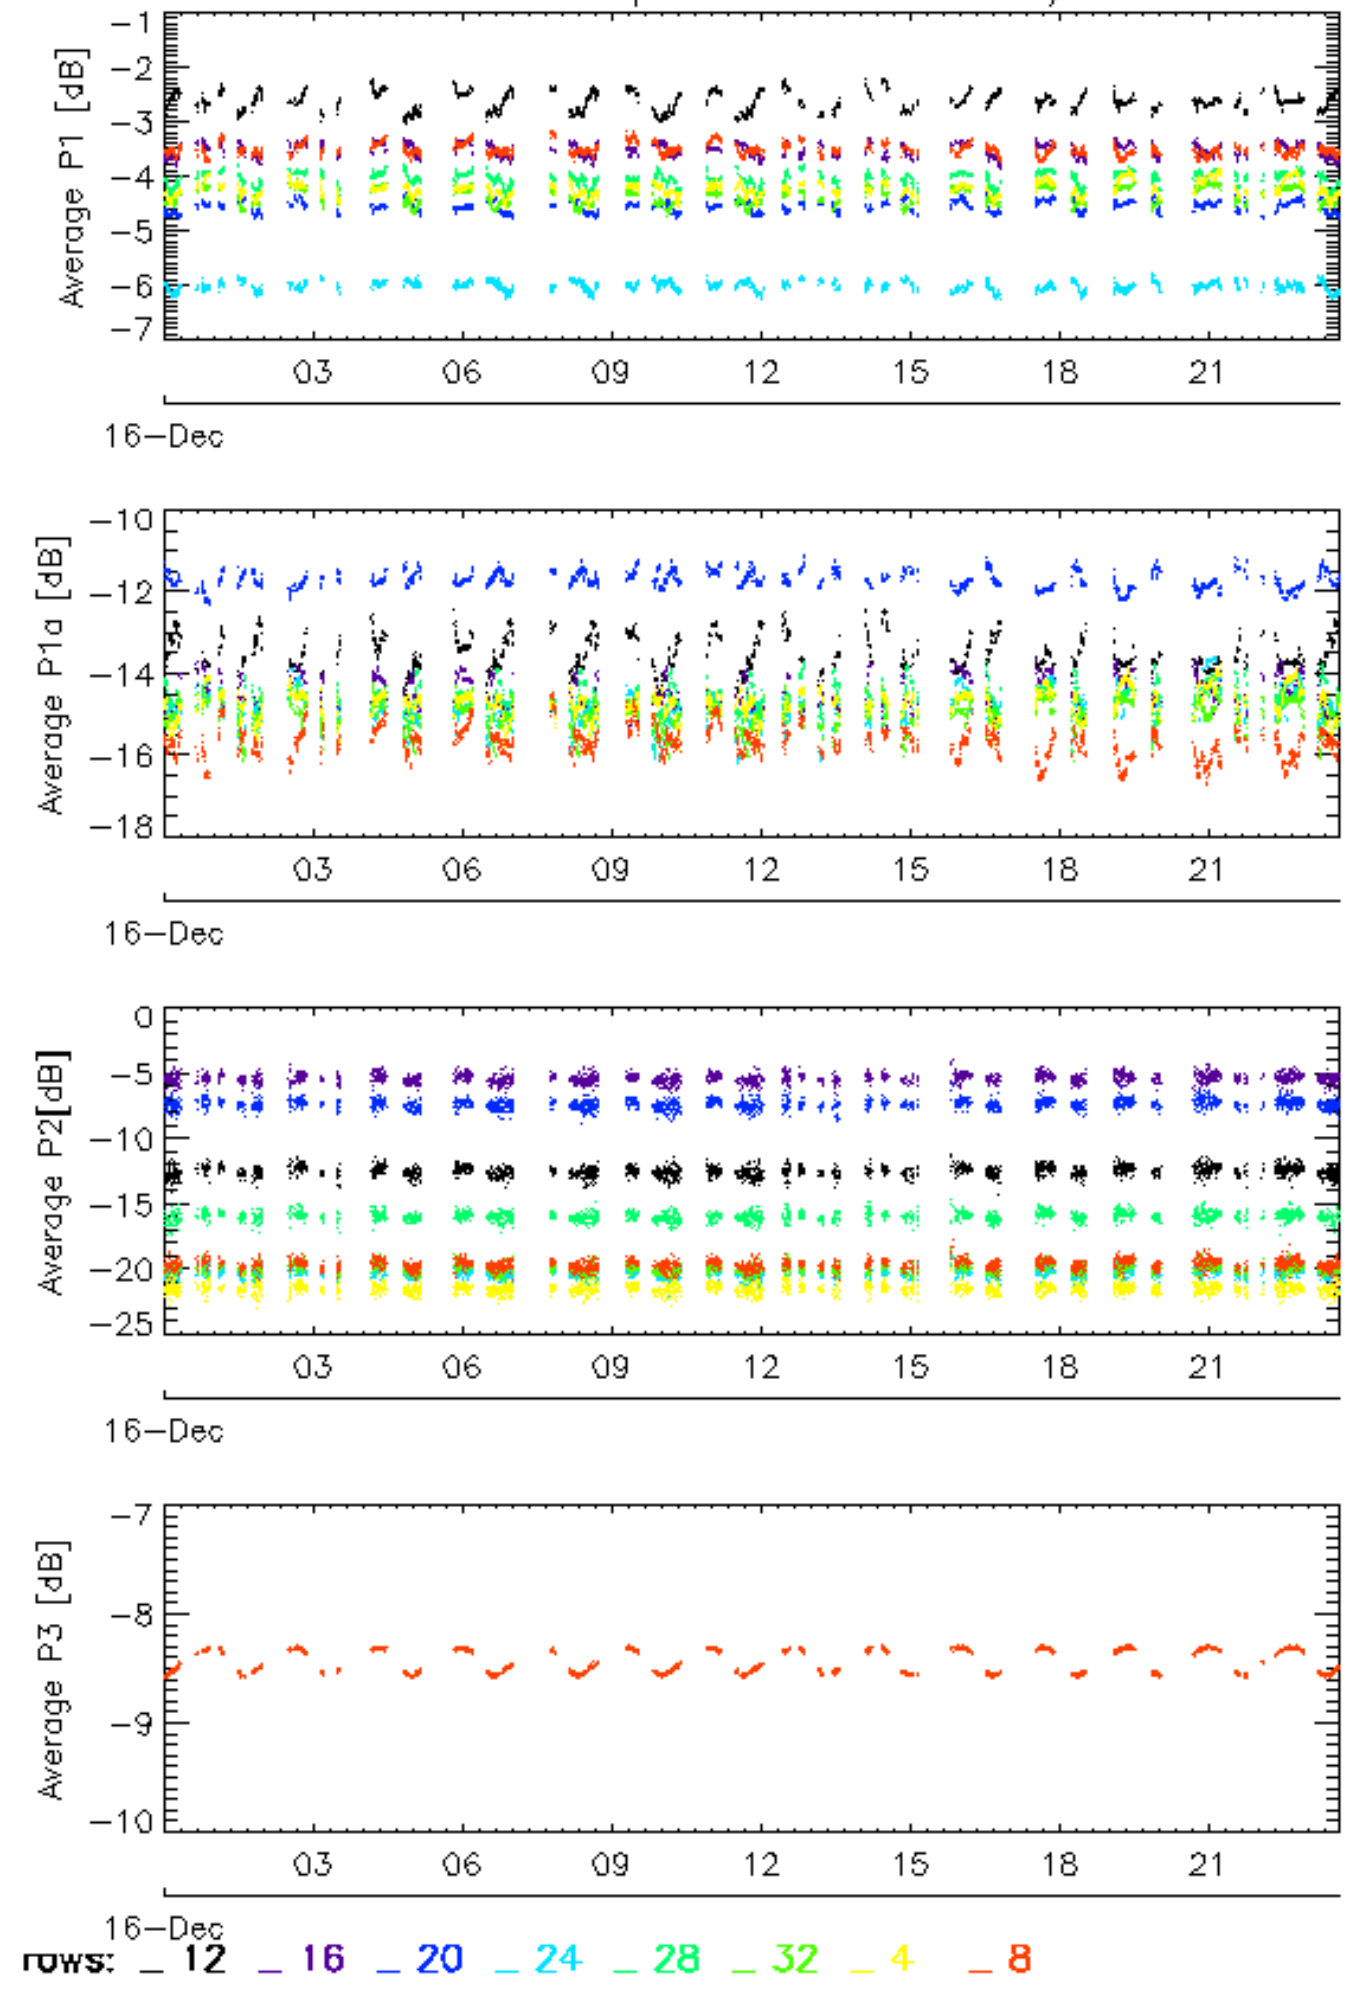 −1
−2
−3
−4
−5
−6
−7
Average P1 [dB]
03 06 09 12 15 18 21
16−Dec
−10
−12
−14
−16
−18
Average P1a [dB]
03 06 09 12 15 18 21
16−Dec
0
−5
−10
−15
−20
−25
Average P2[dB]
03 06 09 12 15 18 21
16−Dec
−7
−8
−9
−10
Average P3 [dB]
03 06 09 12 15 18 21
16−Dec
rows: _ 12 _ 16 _ 20 _ 24 _ 28 _ 32 _ 4 _ 8